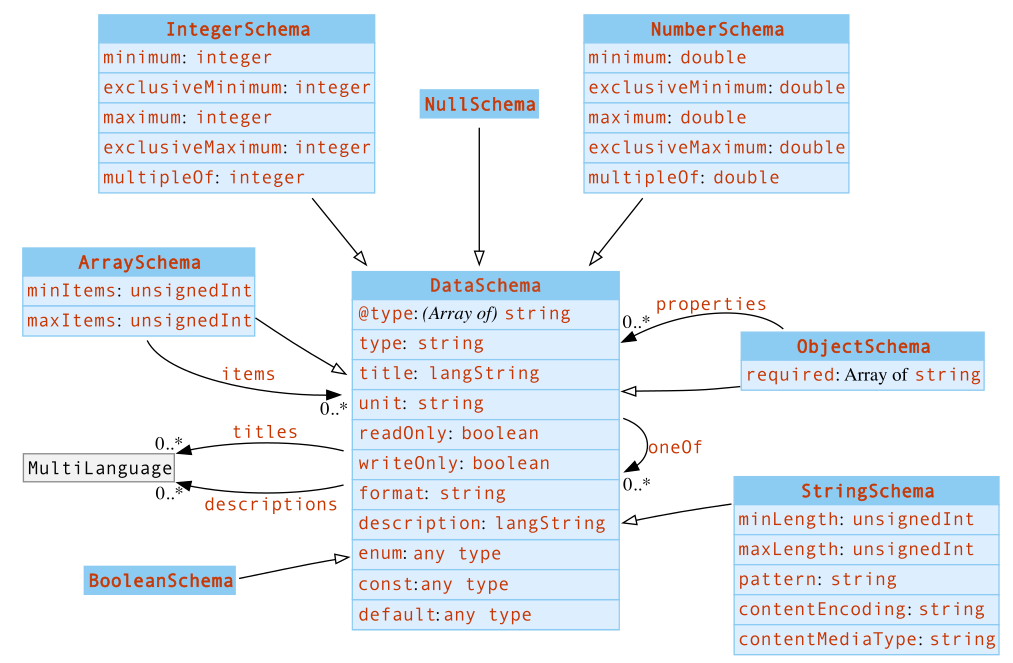 IntegerSchema
minimum: integer
exclusiveMinimum: integer
maximum: integer
exclusiveMaximum: integer
multipleOf: integer
NullSchema
NumberSchema
minimum: double
exclusiveMinimum: double
maximum: double
exclusiveMaximum: double
multipleOf: double
ArraySchema
minItems: unsignedInt
maxItems: unsignedInt
items
0..*
DataSchema
@type: (Array of) string
type: string
title: langString
unit: string
readOnly: boolean
writeOnly: boolean
format: string
description: langString
enum: any type
const:any type
default:any type
properties
0..*
ObjectSchema
required: Array of string
oneOf
0..*
titles
0..*
MultiLanguage
0..*
descriptions
BooleanSchema
StringSchema
minLength: unsignedInt
maxLength: unsignedInt
pattern: string
contentEncoding: string
contentMediaType: string